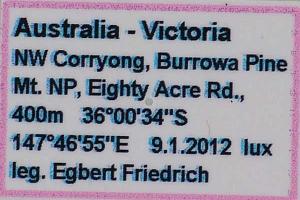 Australia - Victoria
NW Corryong, Burrowa Pine
Mt. NP, Eighty Acre Rd.,
400m 36°00'34"S
147°46'55"E 9.1.2012 lux
leg. Egbert Friedrich